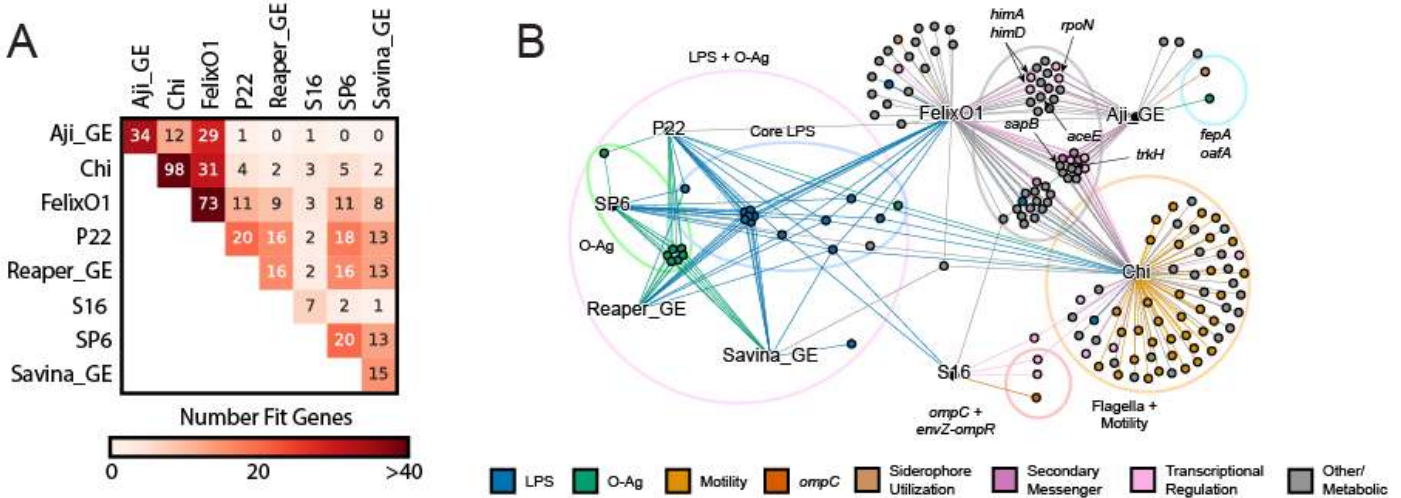 A
Aji_GE
Chi
FelixO1
P22
Reaper_GE
S16
SP6
Savina_GE
Aji_GE 34 12 29 1 0 1 0 0
Chi 98 31 4 2 3 5 2
FelixO1 73 11 9 3 11 8
P22 20 16 2 18 13
Reaper_GE 16 2 16 13
S16 7 2 1
SP6 20 13
Savina_GE 15
Number Fit Genes
0 20 >40
B
LPS + O-Ag
himA
himD
rpoN
P22
Core LPS
FelixO1
Aji_GE
sapB
aceE
fepA
oafA
trkH
SP6
O-Ag
Chi
Reaper_GE
Savina_GE
S16
ompC +
envZ-ompR
Flagella +
Motility
LPS
O-Ag
Motility
ompC
Siderophore
Utilization
Secondary
Messenger
Transcriptional
Regulation
Other/
Metabolic